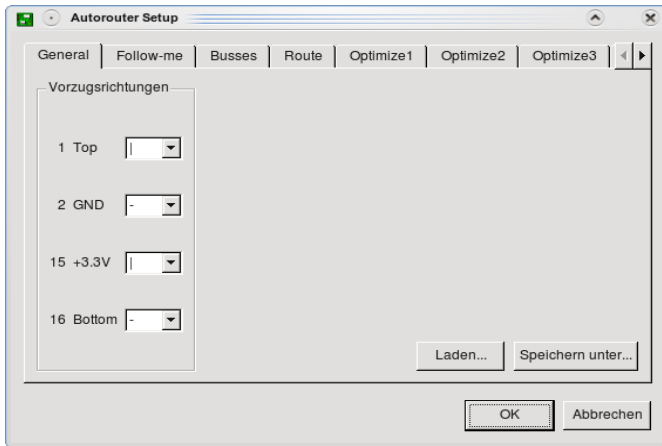 Autorouter Setup
General Follow-me Busses Route Optimize1 Optimize2 Optimize3
Vorzugsrichtungen
1 Top |
2 GND -
15 +3.3V |
16 Bottom -
Laden... Speichern unter...
OK Abbrechen